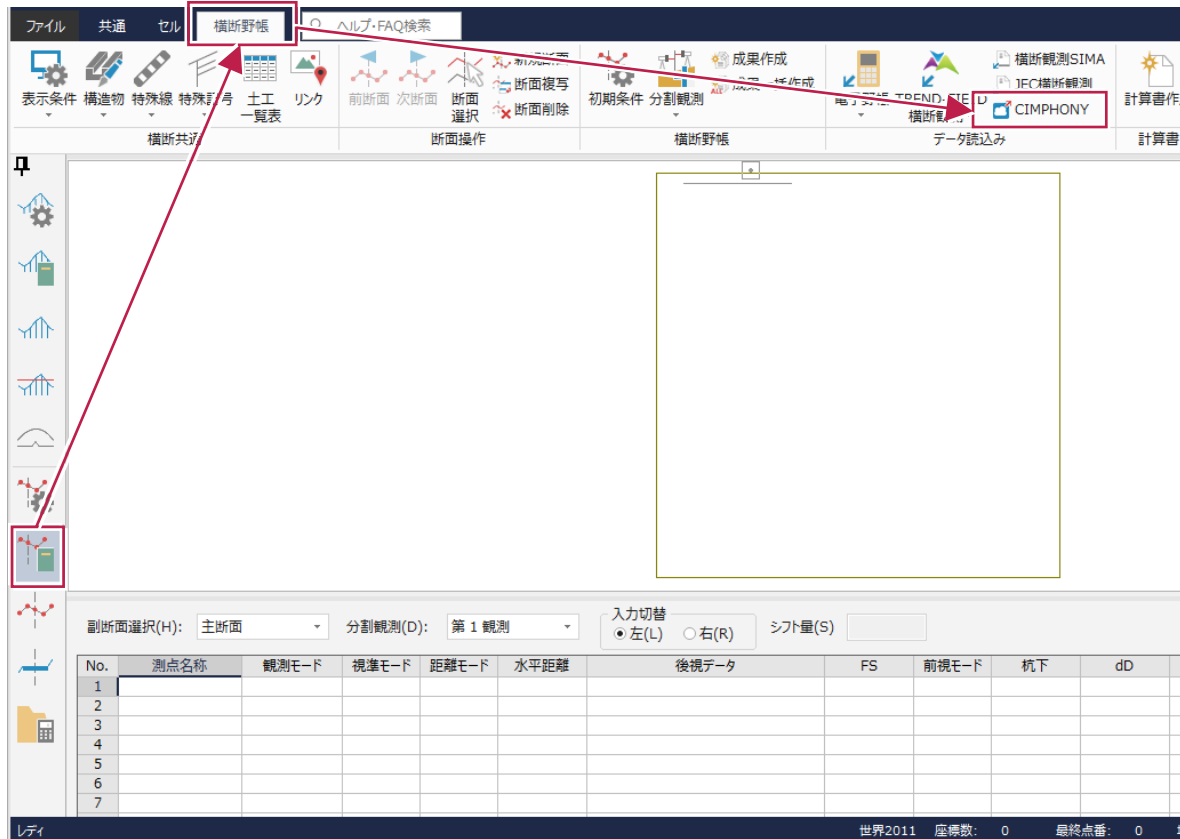 ファイル 共通 セル 横断野帳 ヘルプ・FAQ検索
成果作成 横断観測SIMA
断面複写 JFC横断観測
断面削除 CIMPHONY
表示条件 構造物 特殊線 特殊記号 土工一覧表 リンク 前断面 次断面 断面選択 初期条件 分割観測 計算書作
横断共通 断面操作 横断野帳 データ読込み 計算書
副断面選択(H): 主断面 分割観測(D): 第1観測 入力切替 左(L) 右(R) シフト量(S)
No. 測点名称 観測モード 視準モード 距離モード 水平距離 後視データ FS 前視モード 杭下 dD
1
2
3
4
5
6
7
レディ 世界2011 座標数: 0 最終点番: 0